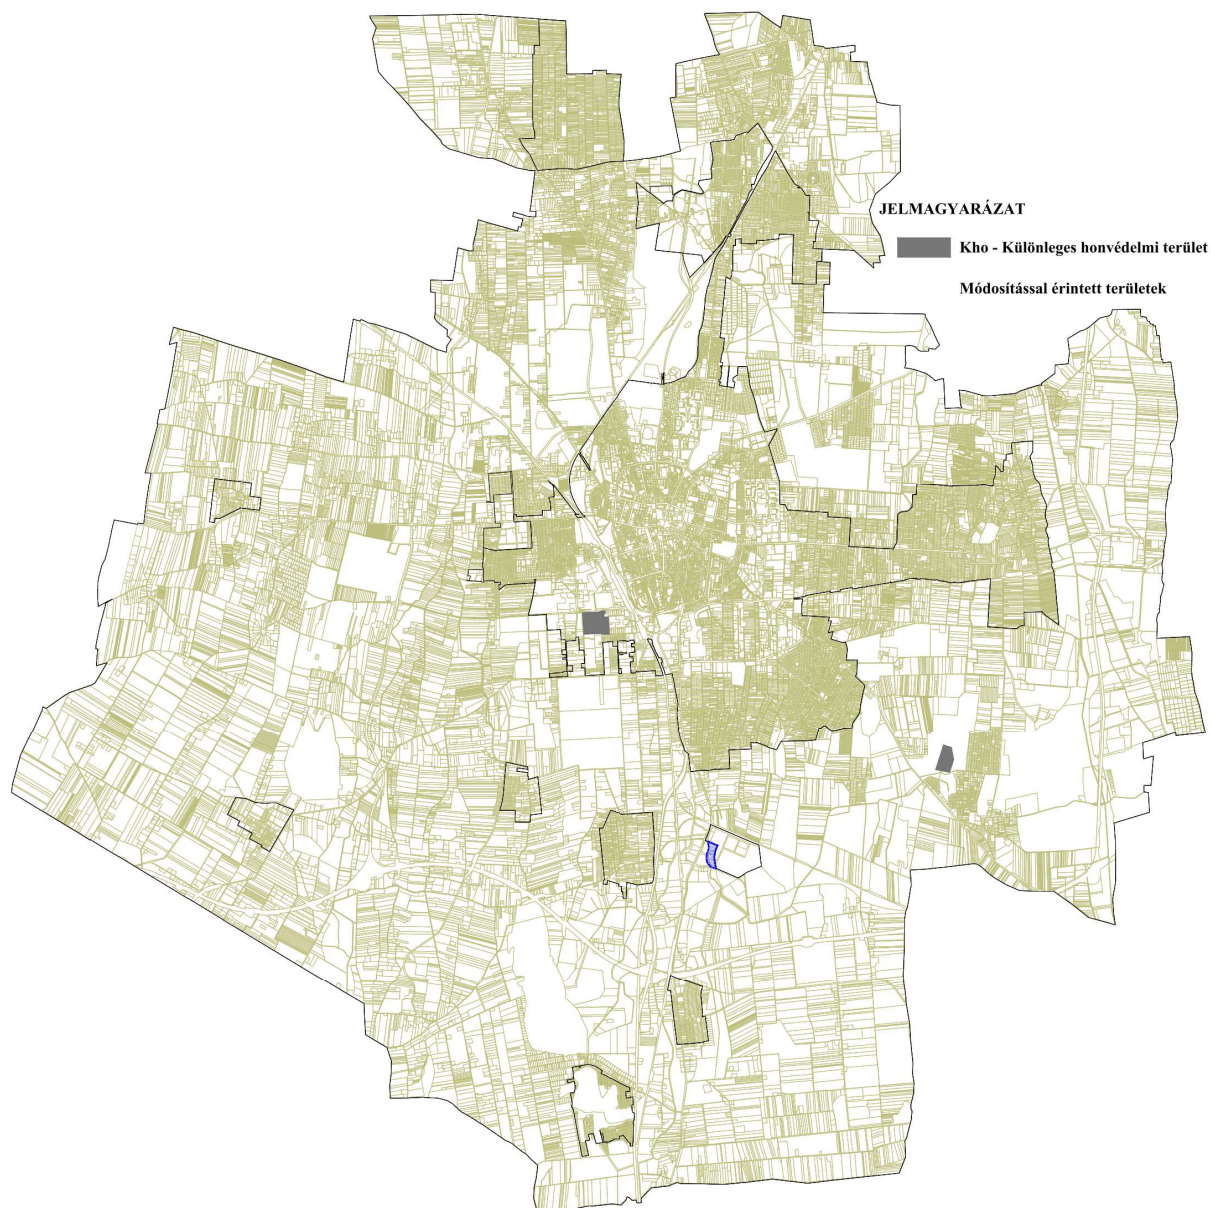 JELMAGYARÁZAT
Kho - Különleges honvédelmi terület
Módosítással érintett területek